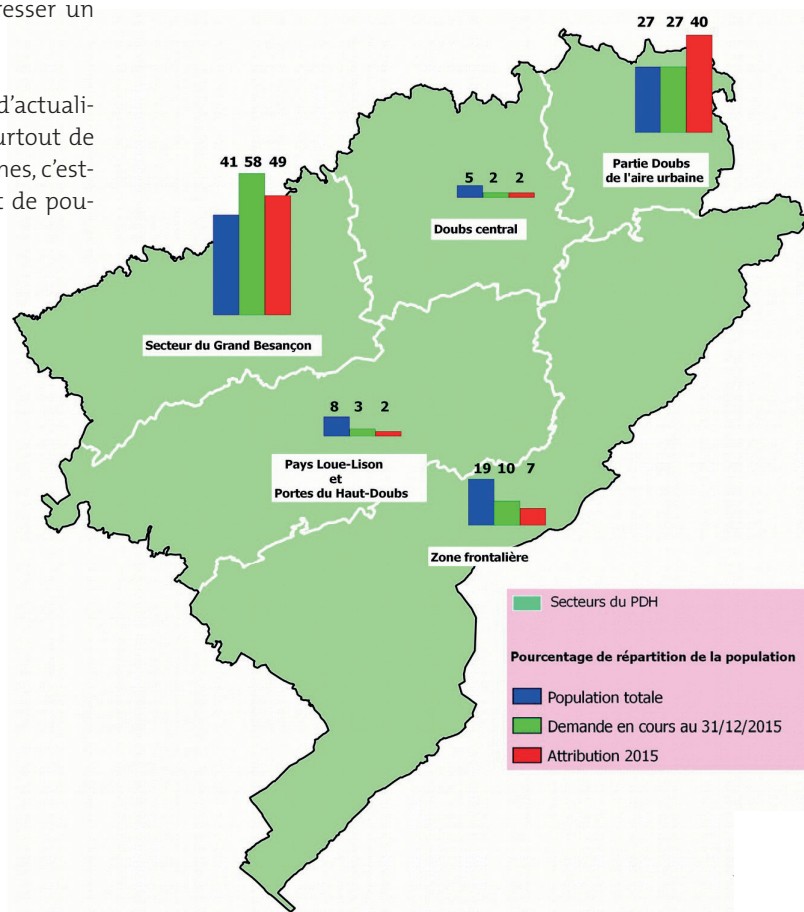 resser un
d'actuali-
urtout de
nes, c'est-
t de pou-
27 27 40
Partie Doubs
de l'aire urbaine
41 58 49
Secteur du Grand Besançon
5 2 2
Doubs central
8 3 2
Pays Loue-Lison
et
Portes du Haut-Doubs
19 10 7
Zone frontalière
Secteurs du PDH
Pourcentage de répartition de la population
Population totale
Demande en cours au 31/12/2015
Attribution 2015